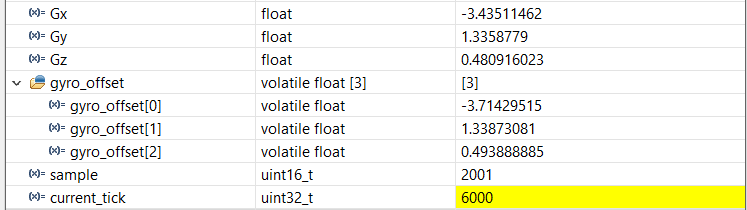 (x)= Gx float -3.43511462
(x)= Gy float 1.3358779
(x)= Gz float 0.480916023
gyro_offset volatile float [3] [3]
(x)= gyro_offset[0] volatile float -3.71429515
(x)= gyro_offset[1] volatile float 1.33873081
(x)= gyro_offset[2] volatile float 0.493888885
(x)= sample uint16_t 2001
(x)= current_tick uint32_t 6000